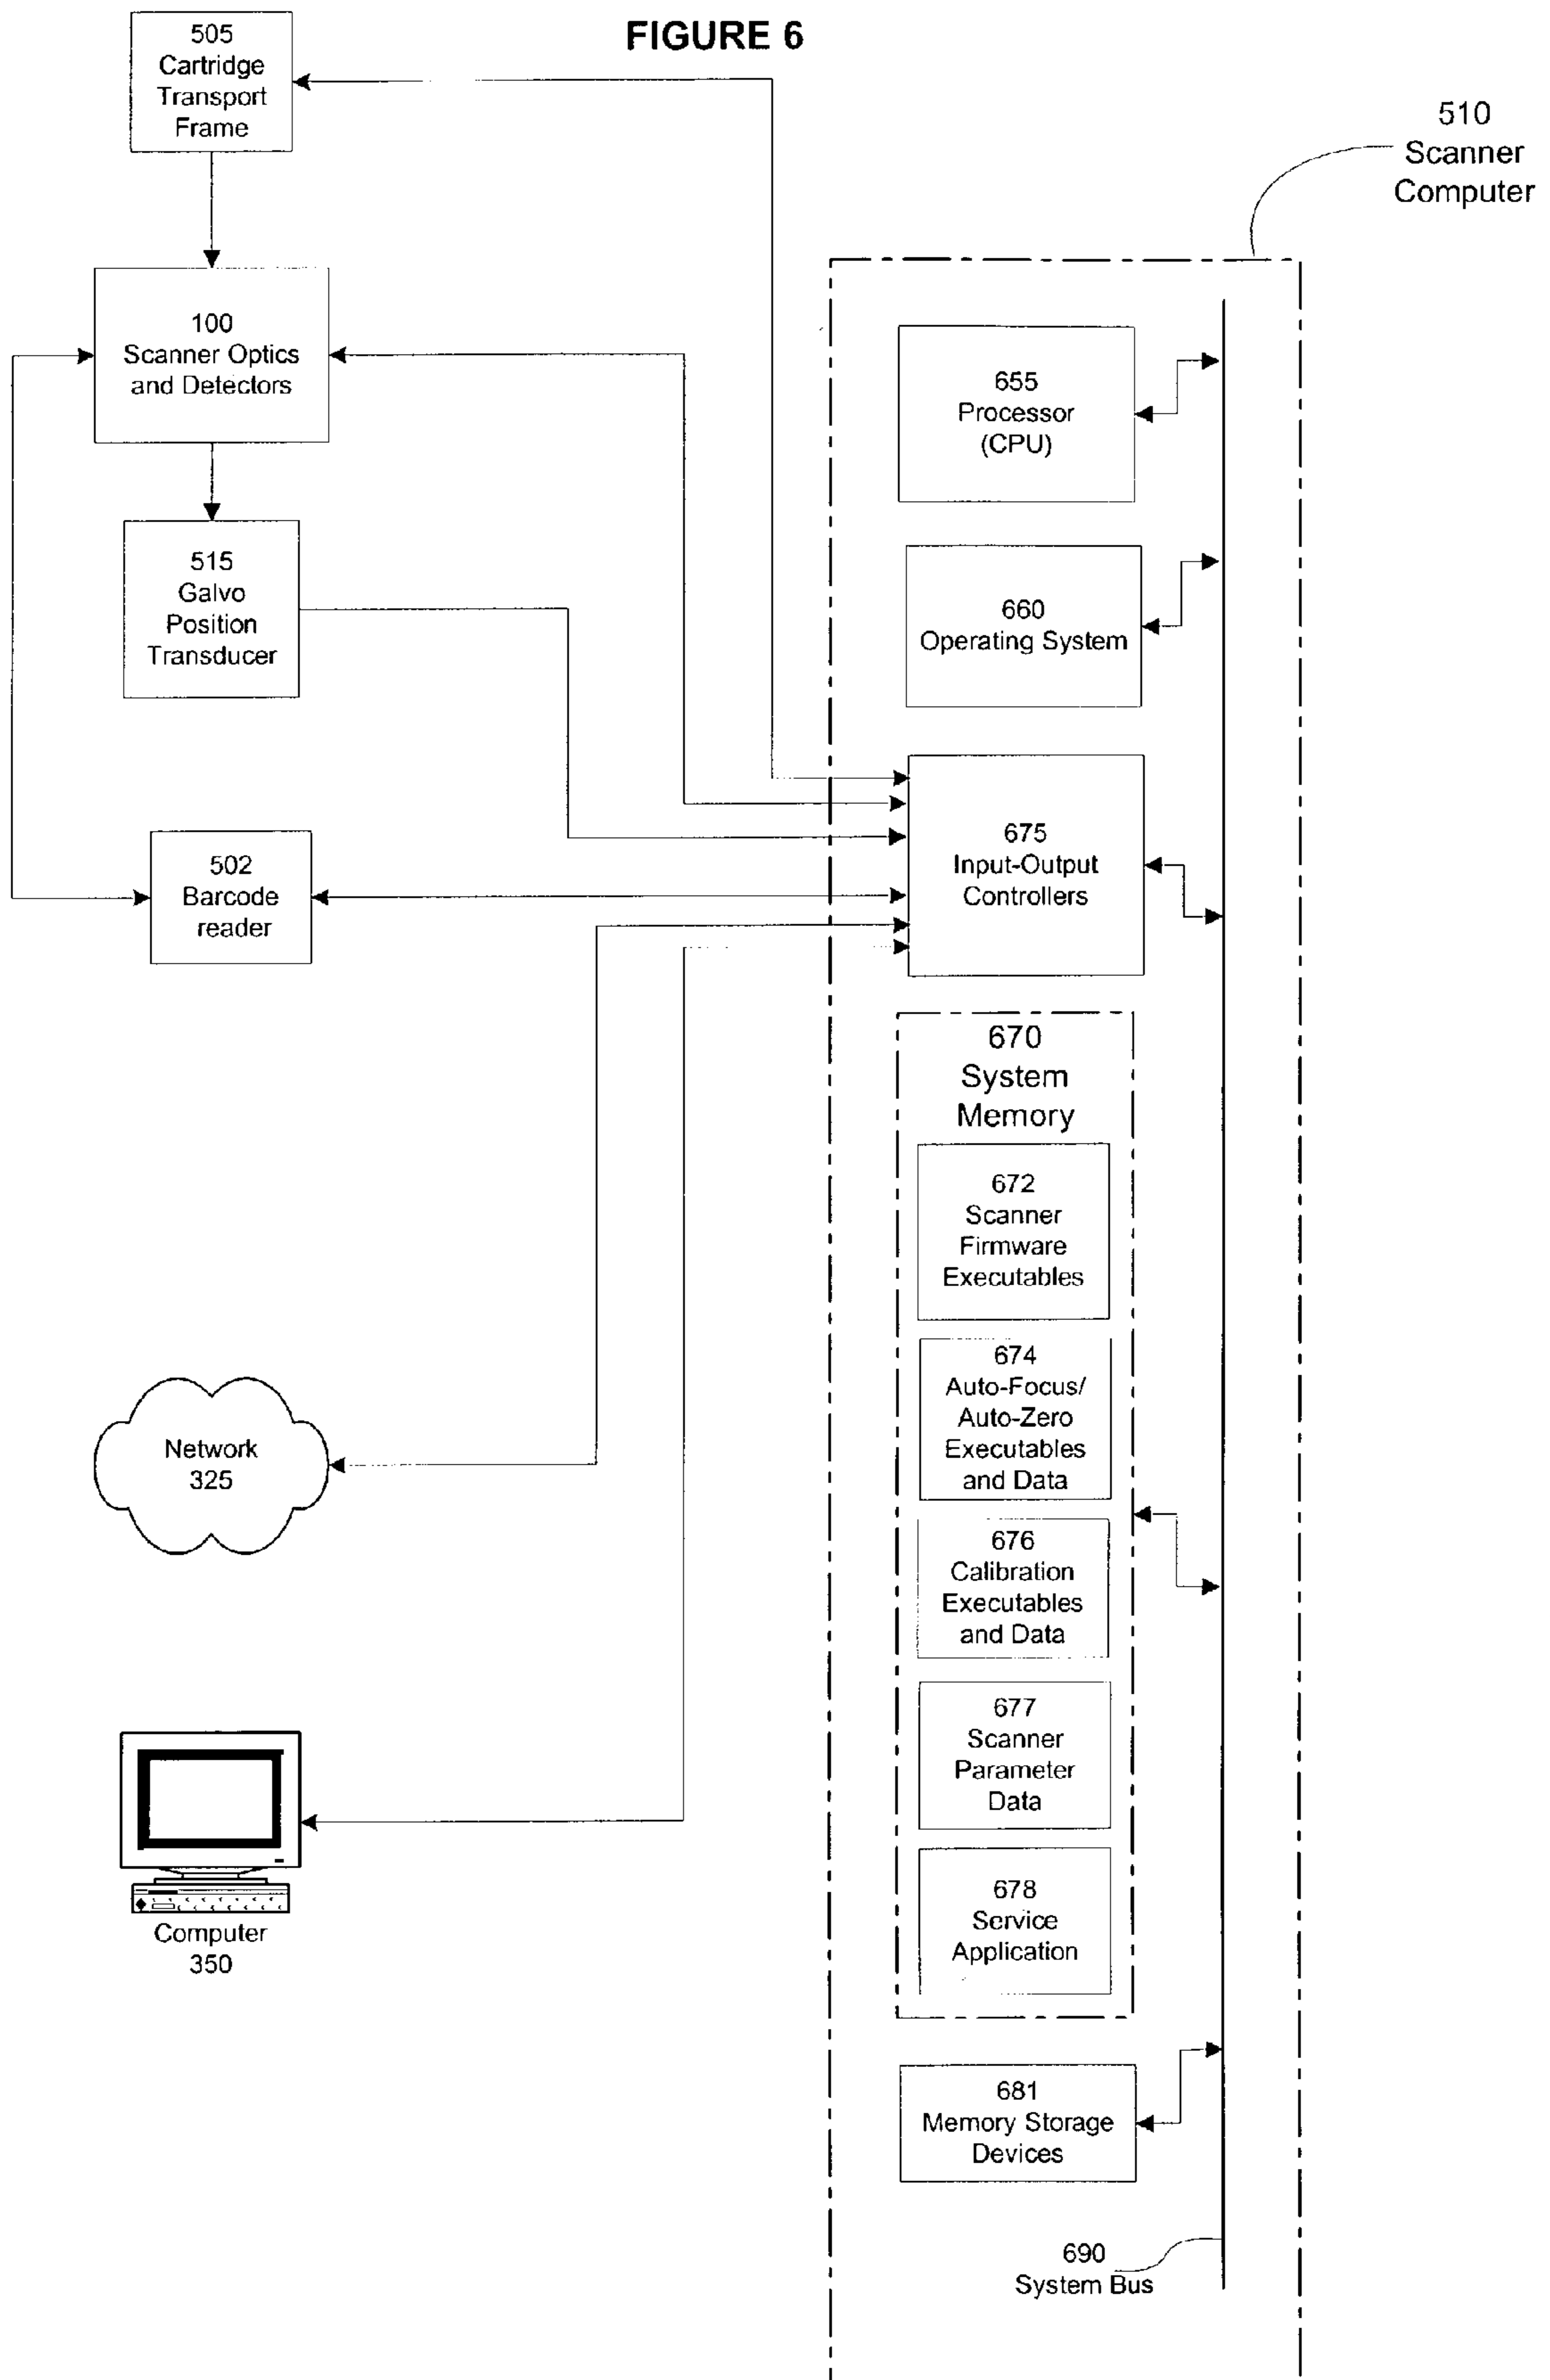 FIGURE 6
505
Cartridge
Transport
Frame
510
Scanner
Computer
100
Scanner Optics
and Detectors
655
Processor
(CPU)
515
Galvo
Position
Transducer
660
Operating System
675
Input-Output
Controllers
502
Barcode
reader
670
System
Memory
672
Scanner
Firmware
Executables
674
Auto-Focus/
Auto-Zero
Executables
and Data
Network
325
676
Calibration
Executables
and Data
677
Scanner
Parameter
Data
678
Service
Application
Computer
350
681
Memory Storage
Devices
690
System Bus